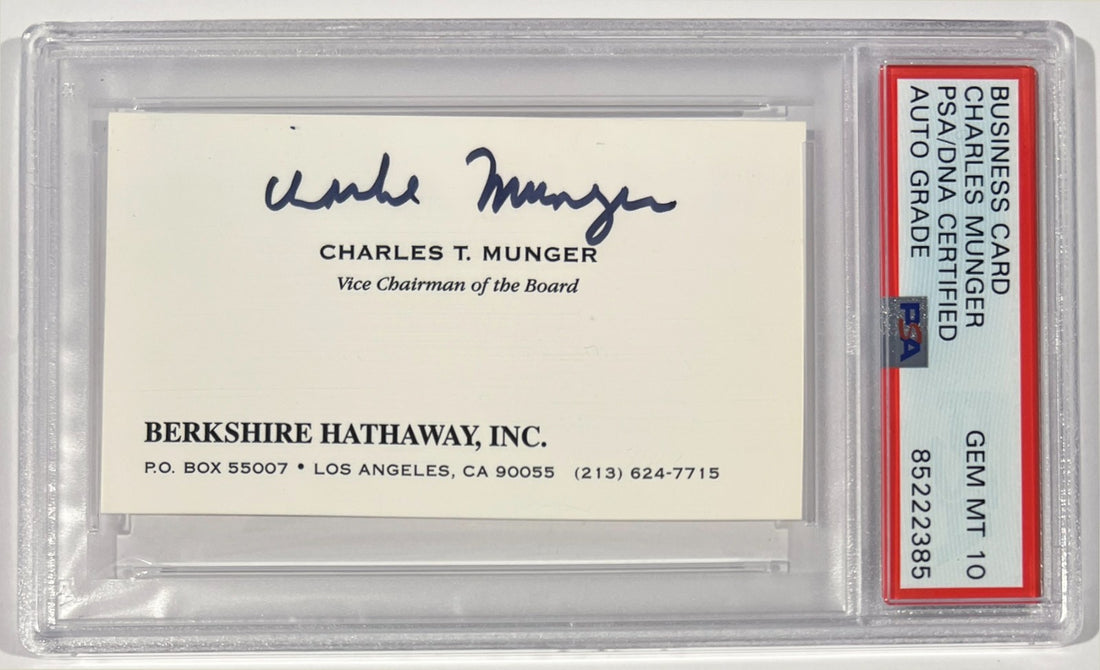 Charlie Munger
CHARLES T. MUNGER
Vice Chairman of the Board
BERKSHIRE HATHAWAY, INC.
P.O. BOX 55007 • LOS ANGELES, CA 90055 (213) 624-7715
BUSINESS CARD
CHARLES MUNGER
PSA/DNA CERTIFIED
AUTO GRADE
GEM MT 10
85222385
PSA